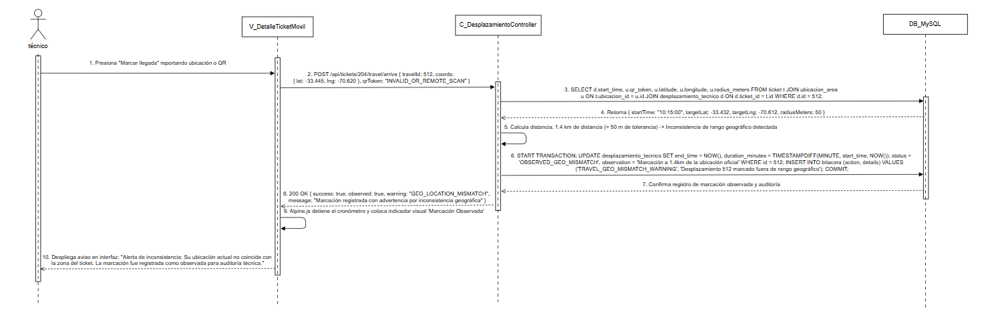 técnico
V_DetalleTicketMovil
C_DesplazamientoController
DB_MySQL
1. Presiona "Marcar llegada" reportando ubicación o QR
2. POST /api/tickets/204/travel/arrive { travelId: 512, coords:
{ lat: -33.445, lng: -70.620 }, qrToken: "INVALID_OR_REMOTE_SCAN" }
3. SELECT d.start_time, u.qr_token, u.latitude, u.longitude, u.radius_meters FROM ticket t JOIN ubicacion_area
u ON t.ubicacion_id = u.id JOIN desplazamiento_tecnico d ON d.ticket_id = t.id WHERE d.id = 512;
4. Retorna { startTime: "10:15:00", targetLat: -33.432, targetLng: -70.612, radiusMeters: 50 }
5. Calcula distancia: 1.4 km de distancia (> 50 m de tolerancia) -> Inconsistencia de rango geográfico detectada
6. START TRANSACTION; UPDATE desplazamiento_tecnico SET end_time = NOW(), duration_minutes = TIMESTAMPDIFF(MINUTE, start_time, NOW()), status =
'OBSERVED_GEO_MISMATCH', observation = 'Marcación a 1.4km de la ubicación oficial' WHERE id = 512; INSERT INTO bitacora (action, details) VALUES
('TRAVEL_GEO_MISMATCH_WARNING', 'Desplazamiento 512 marcado fuera de rango geográfico'); COMMIT;
7. Confirma registro de marcación observada y auditoría
8. 200 OK { success: true, observed: true, warning: "GEO_LOCATION_MISMATCH",
message: "Marcación registrada con advertencia por inconsistencia geográfica" }
9. Alpine.js detiene el cronómetro y coloca indicador visual 'Marcación Observada'
10. Despliega aviso en interfaz: "Alerta de inconsistencia: Su ubicación actual no coincide con
la zona del ticket. La marcación fue registrada como observada para auditoría técnica."